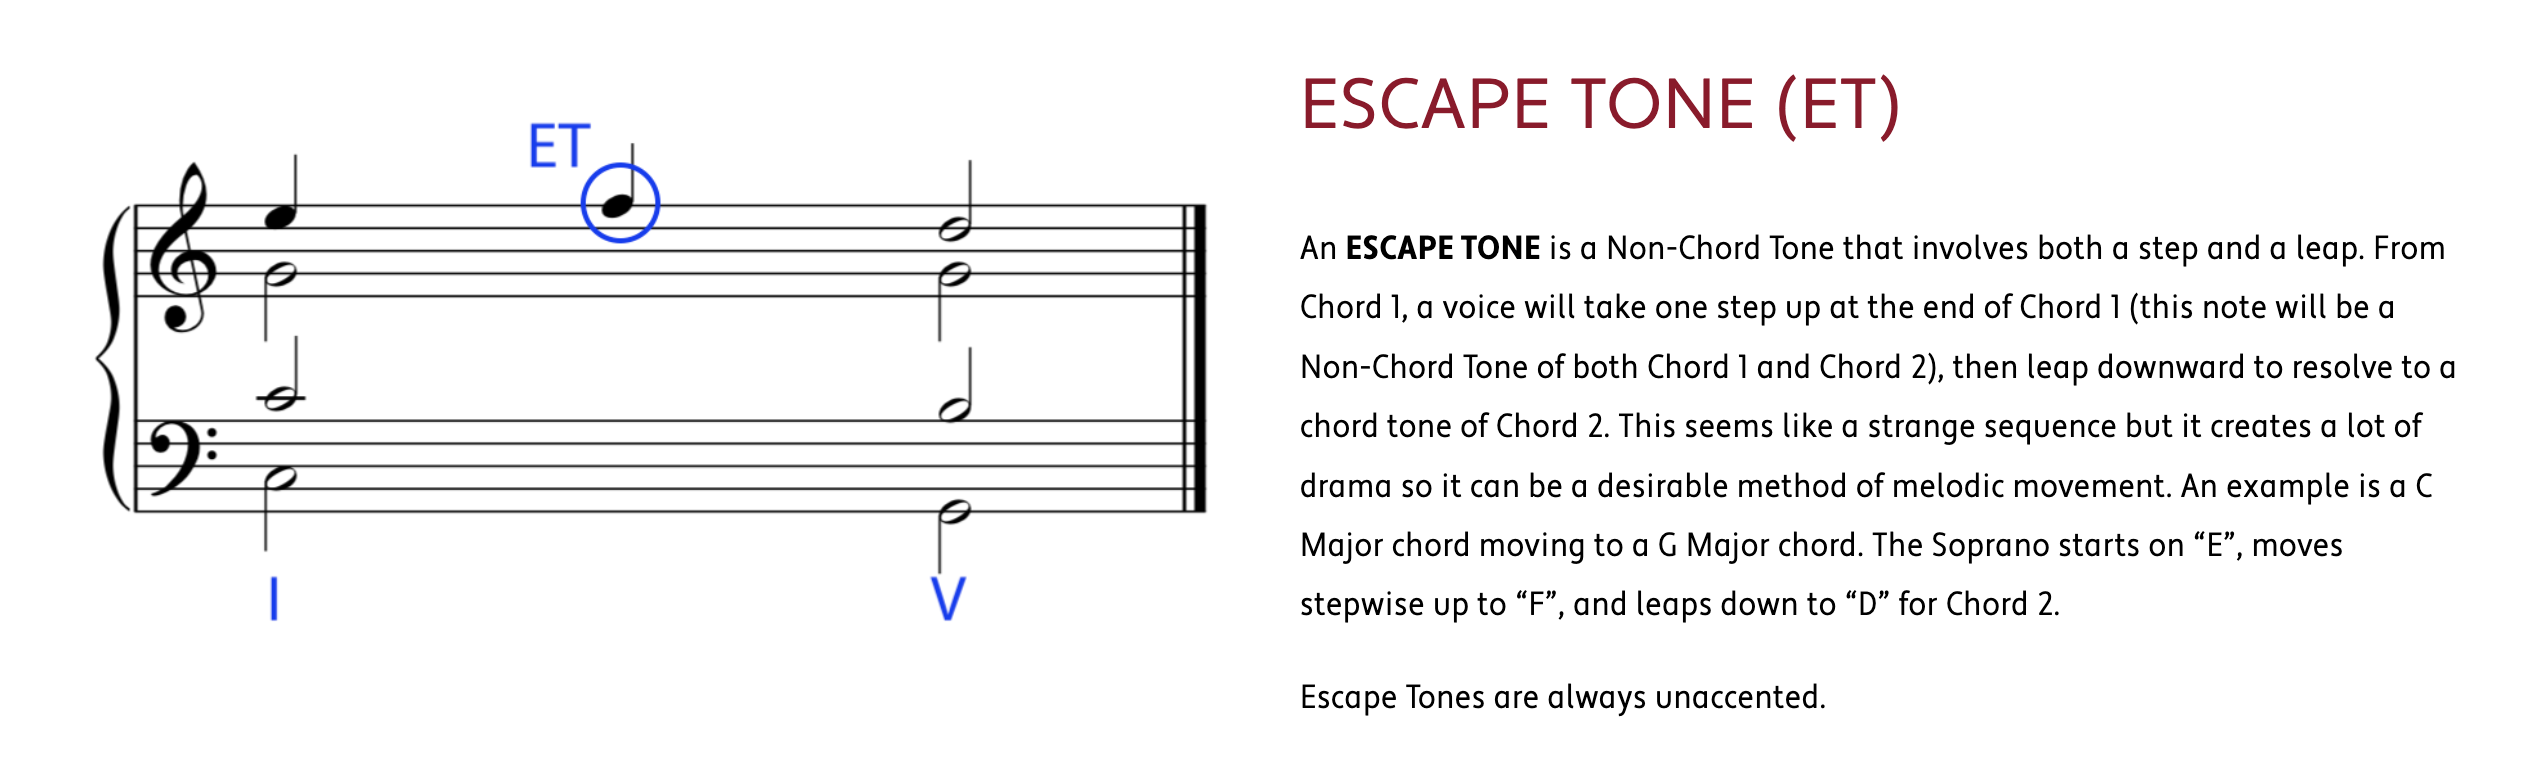 ET
I
V
ESCAPE TONE (ET)
An ESCAPE TONE is a Non-Chord Tone that involves both a step and a leap. From
Chord 1, a voice will take one step up at the end of Chord 1 (this note will be a
Non-Chord Tone of both Chord 1 and Chord 2), then leap downward to resolve to a
chord tone of Chord 2. This seems like a strange sequence but it creates a lot of
drama so it can be a desirable method of melodic movement. An example is a C
Major chord moving to a G Major chord. The Soprano starts on “E”, moves
stepwise up to “F”, and leaps down to “D” for Chord 2.
Escape Tones are always unaccented.